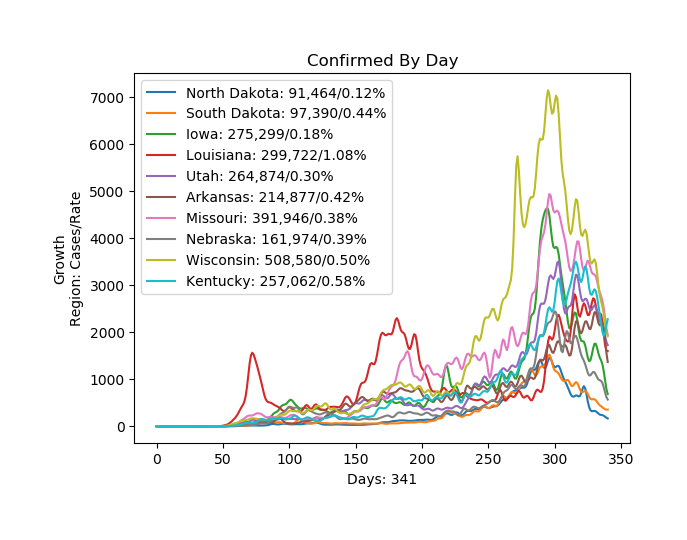 Confirmed By Day
Growth
Region: Cases/Rate
7000
6000
5000
4000
3000
2000
1000
0
North Dakota: 91,464/0.12%
South Dakota: 97,390/0.44%
Iowa: 275,299/0.18%
Louisiana: 299,722/1.08%
Utah: 264,874/0.30%
Arkansas: 214,877/0.42%
Missouri: 391,946/0.38%
Nebraska: 161,974/0.39%
Wisconsin: 508,580/0.50%
Kentucky: 257,062/0.58%
0 50 100 150 200 250 300 350
Days: 341